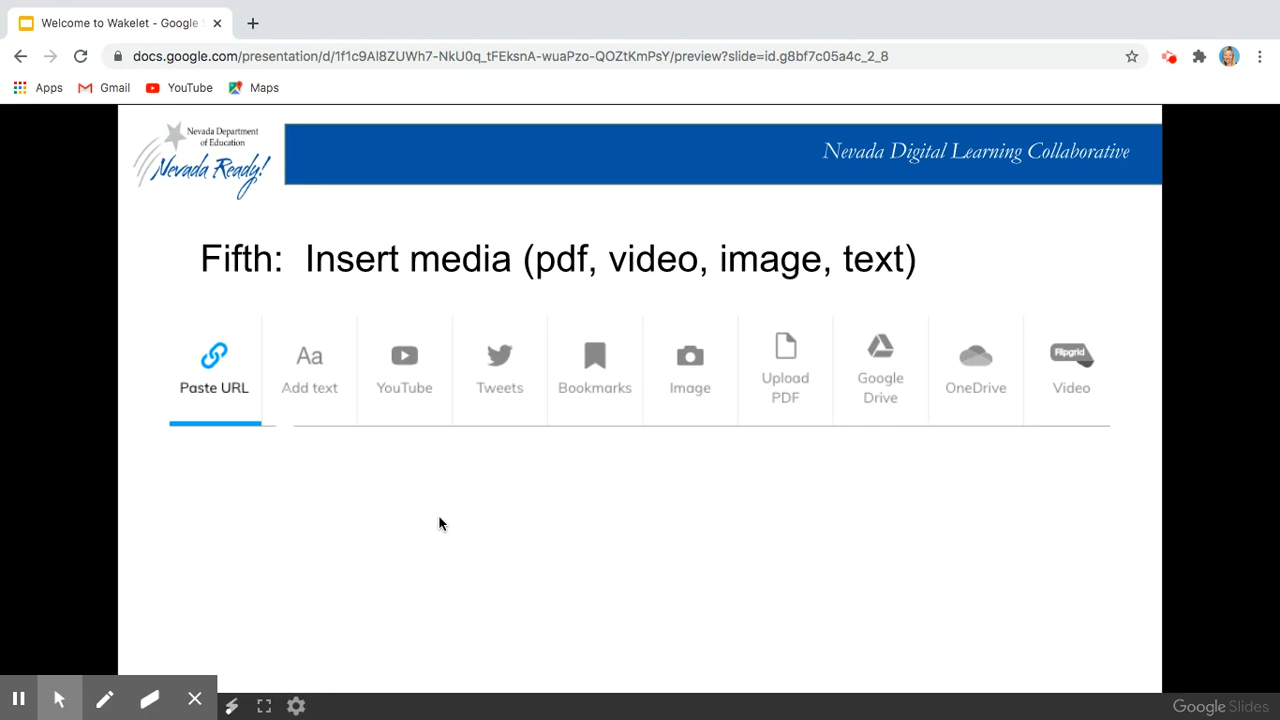 Welcome to Wakelet - Google S
docs.google.com/presentation/d/1f1c9Al8ZUWh7-NkU0q_tFEksnA-wuaPzo-QOZtKmPsY/preview?slide=id.g8bf7c05a4c_2_8
Apps Gmail YouTube Maps
Nevada Department
of Education
Nevada Ready!
Nevada Digital Learning Collaborative
Fifth: Insert media (pdf, video, image, text)
Paste URL
Aa
Add text
YouTube
Tweets
Bookmarks
Image
Upload
PDF
Google
Drive
OneDrive
Flipgrid
Video
Google Slides